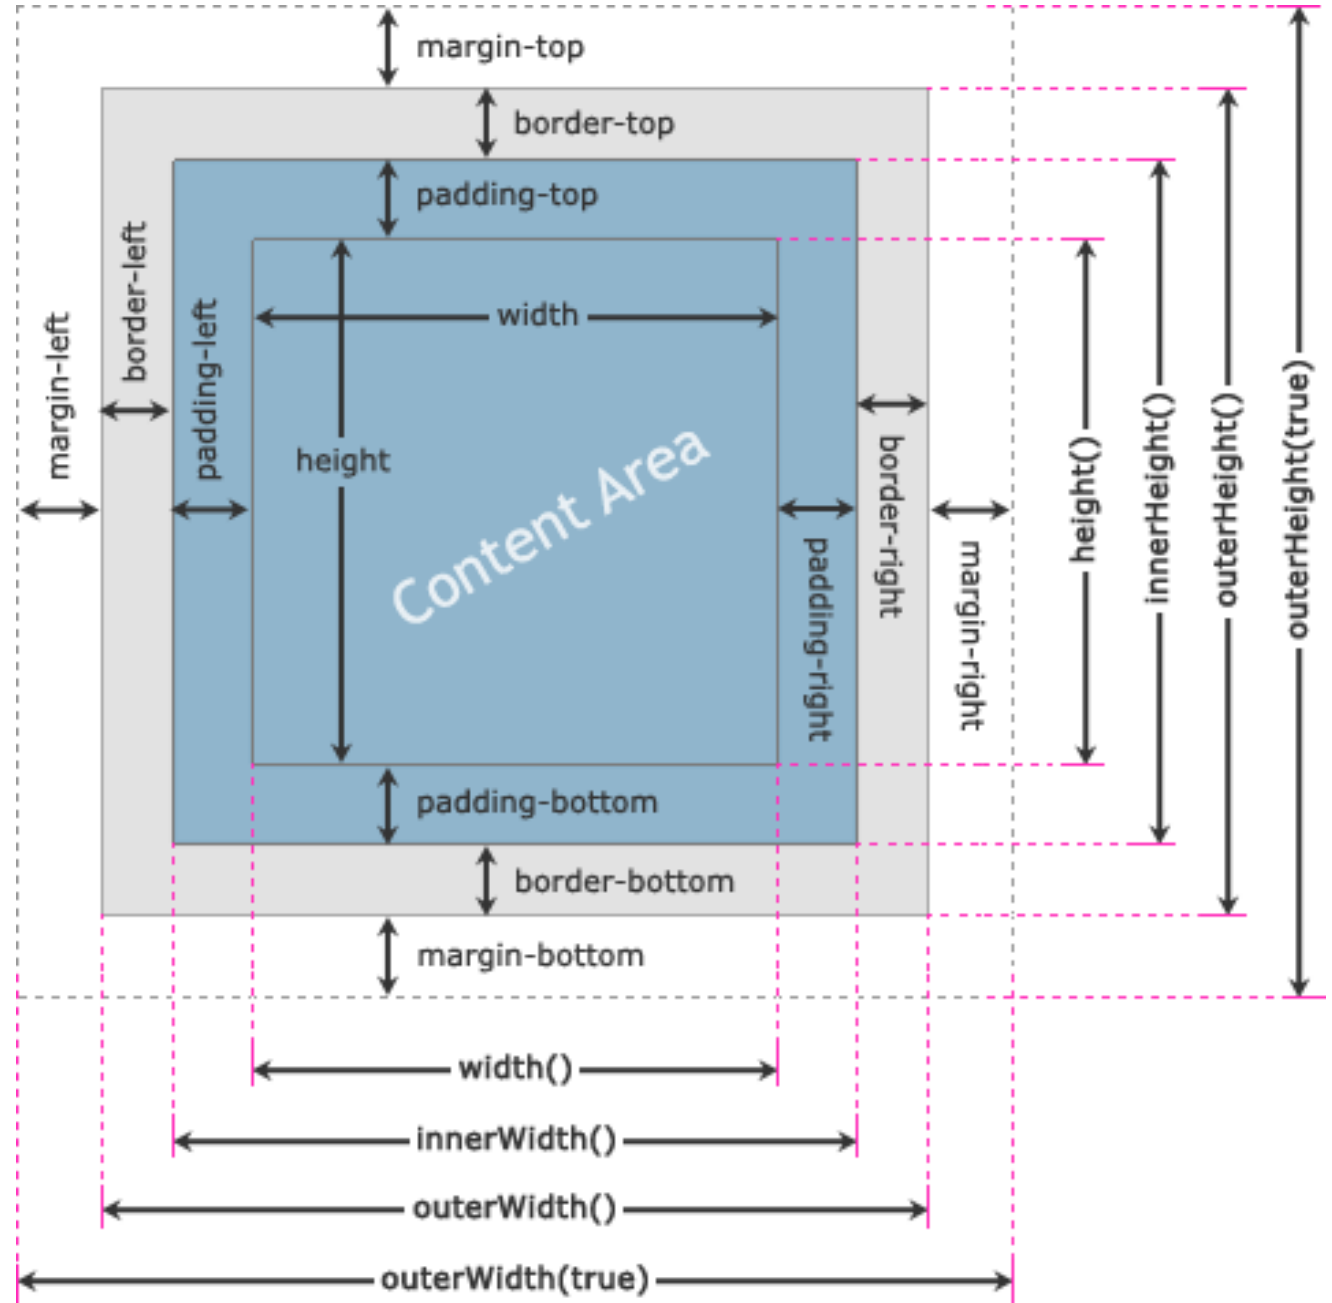 margin-top
border-top
padding-top
margin-left
border-left
padding-left
width
height
Content Area
padding-right
border-right
margin-right
height()
innerHeight()
outerHeight()
outerHeight(true)
padding-bottom
border-bottom
margin-bottom
width()
innerWidth()
outerWidth()
outerWidth(true)